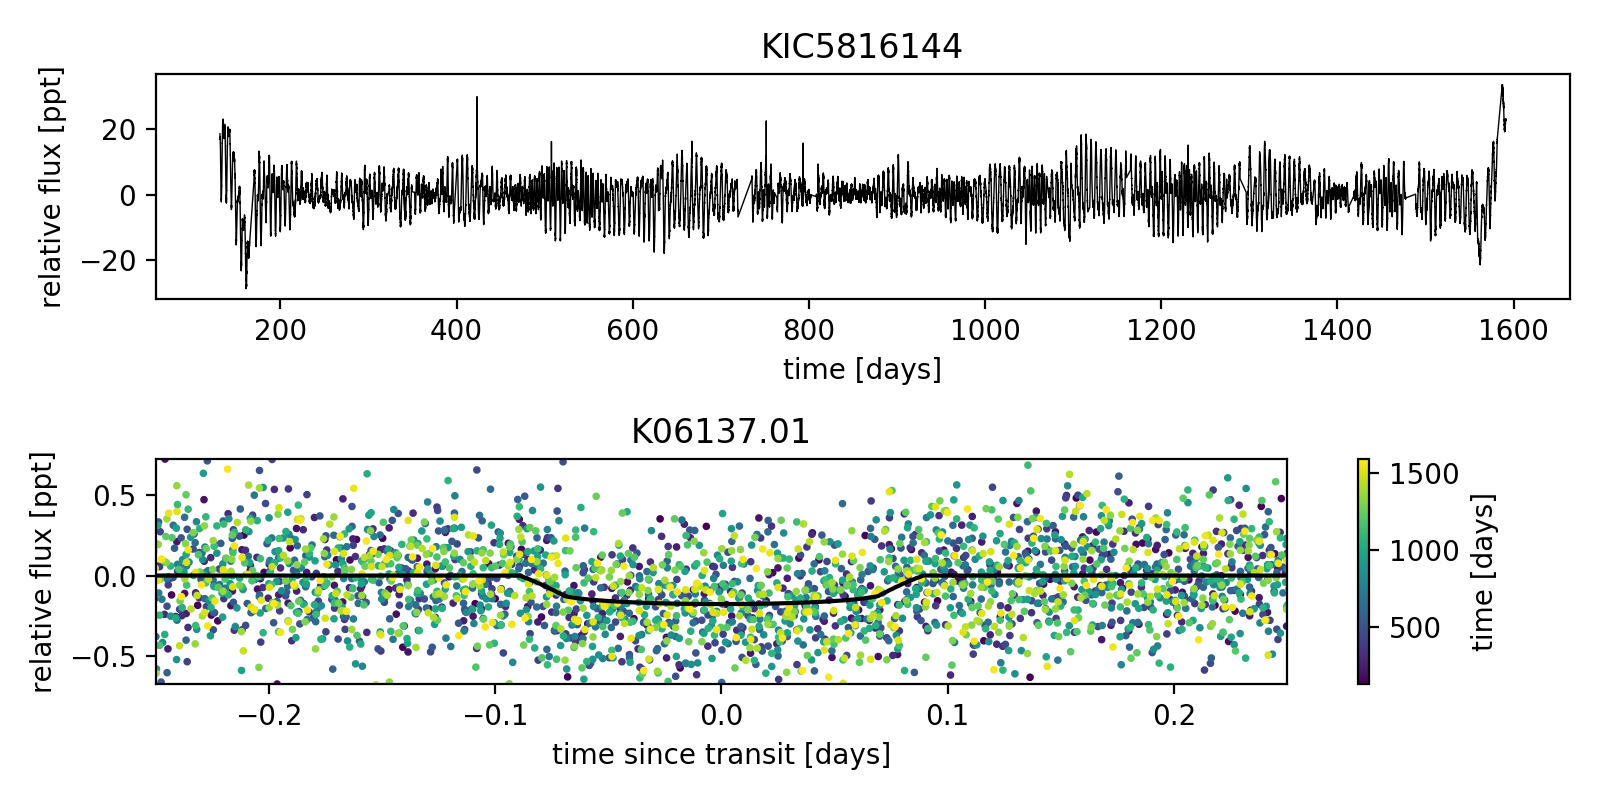 KIC5816144
relative flux [ppt]
20
0
−20
200 400 600 800 1000 1200 1400 1600
time [days]
K06137.01
relative flux [ppt]
0.5
0.0
−0.5
−0.2 −0.1 0.0 0.1 0.2
time since transit [days]
1500
1000
500
time [days]